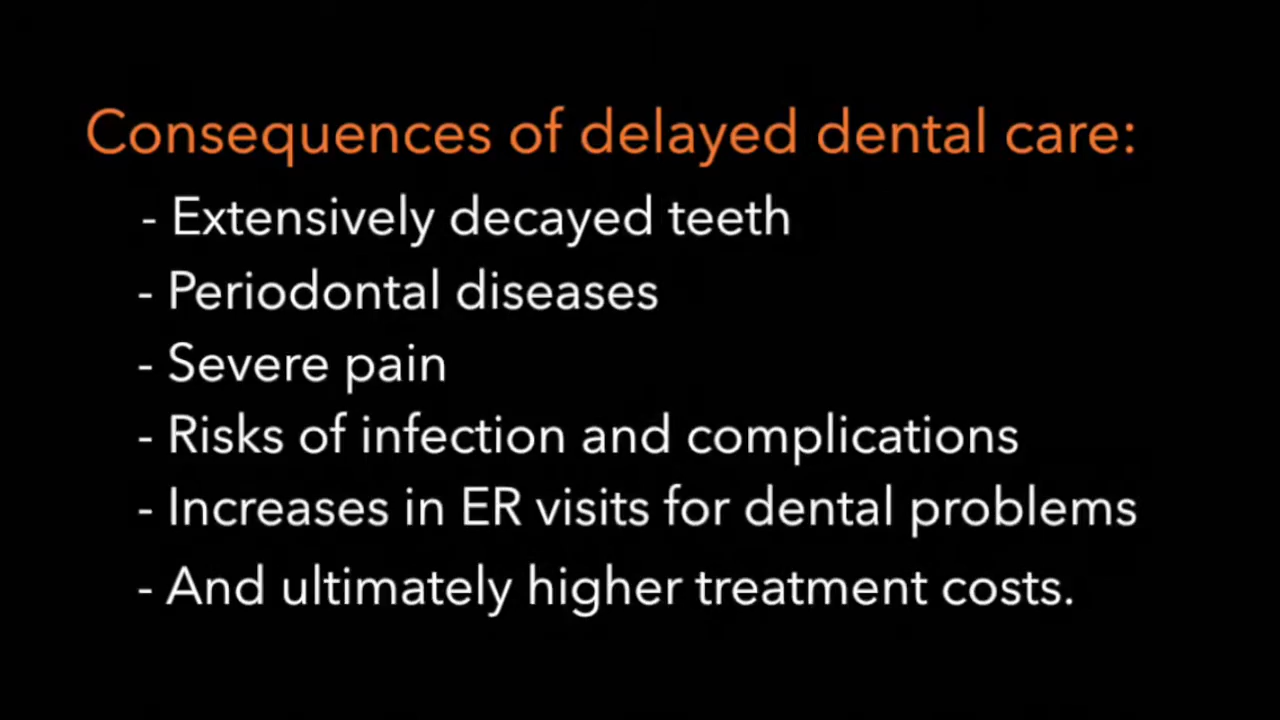 Consequences of delayed dental care:
- Extensively decayed teeth
- Periodontal diseases
- Severe pain
- Risks of infection and complications
- Increases in ER visits for dental problems
- And ultimately higher treatment costs.